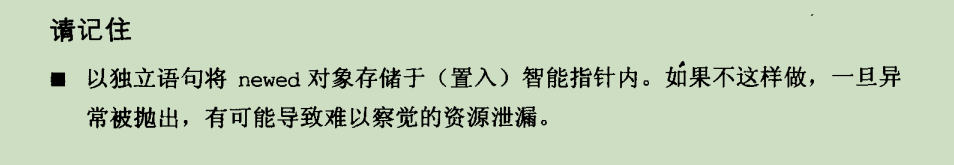 请记住
■ 以独立语句将 newed 对象存储于（置入）智能指针内。如果不这样做，一旦异
常被抛出，有可能导致难以察觉的资源泄漏。